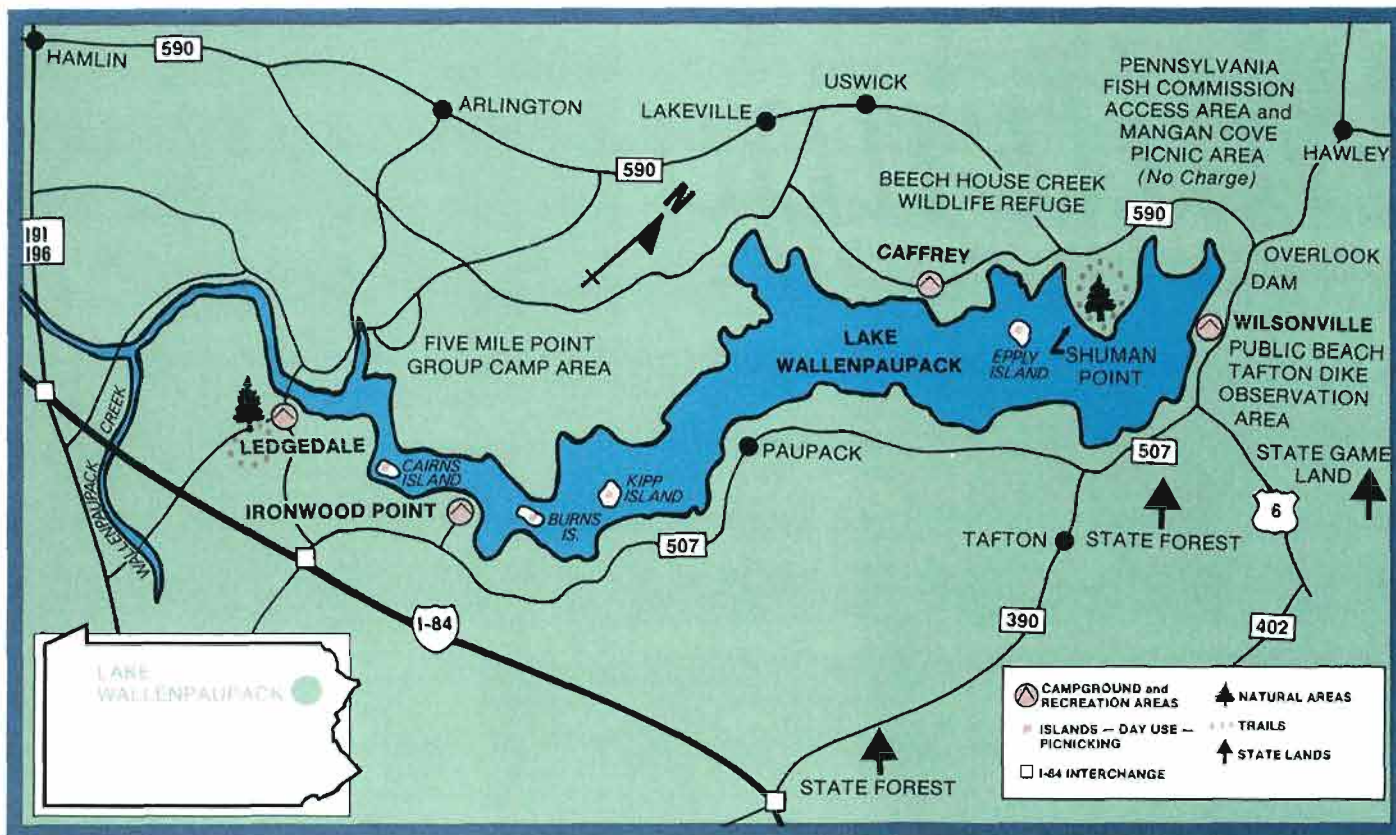 HAMLIN
590
ARLINGTON
LAKEVILLE
USWICK
PENNSYLVANIA
FISH COMMISSION
ACCESS AREA and
MANGAN COVE
PICNIC AREA
(No Charge)
HAWLEY
590
N
BEECH HOUSE CREEK
WILDLIFE REFUGE
590
191
196
CAFFREY
OVERLOOK
DAM
FIVE MILE POINT
GROUP CAMP AREA
LAKE
WALLENPAUPACK
EPPLY
ISLAND
SHUMAN
POINT
WILSONVILLE
PUBLIC BEACH
TAFTON DIKE
OBSERVATION
AREA
WALLENPAUPACK CREEK
LEDGEDALE
CAIRNS
ISLAND
IRONWOOD POINT
BURNS
IS.
KIPP
ISLAND
PAUPACK
507
507
STATE GAME
LAND
6
TAFTON
STATE FOREST
I-84
390
402
LAKE
WALLENPAUPACK
STATE FOREST
CAMPGROUND and
RECREATION AREAS
ISLANDS – DAY USE –
PICNICKING
I-84 INTERCHANGE
NATURAL AREAS
TRAILS
STATE LANDS